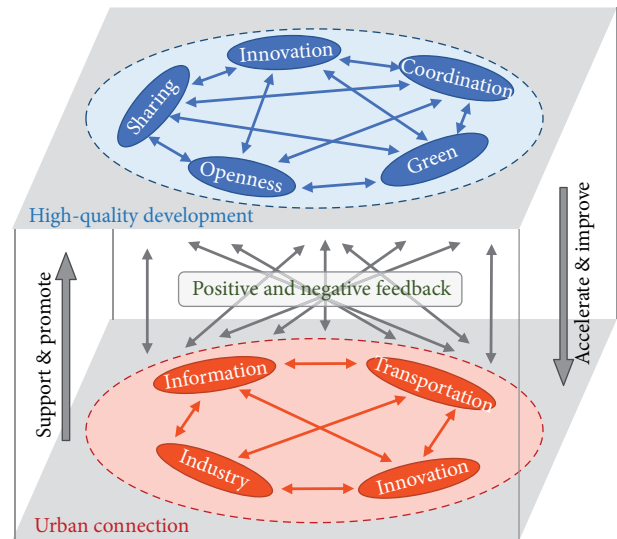 Innovation
Coordination
Sharing
Openness
Green
High-quality development
Support & promote
Positive and negative feedback
Accelerate & improve
Information
Transportation
Industry
Innovation
Urban connection